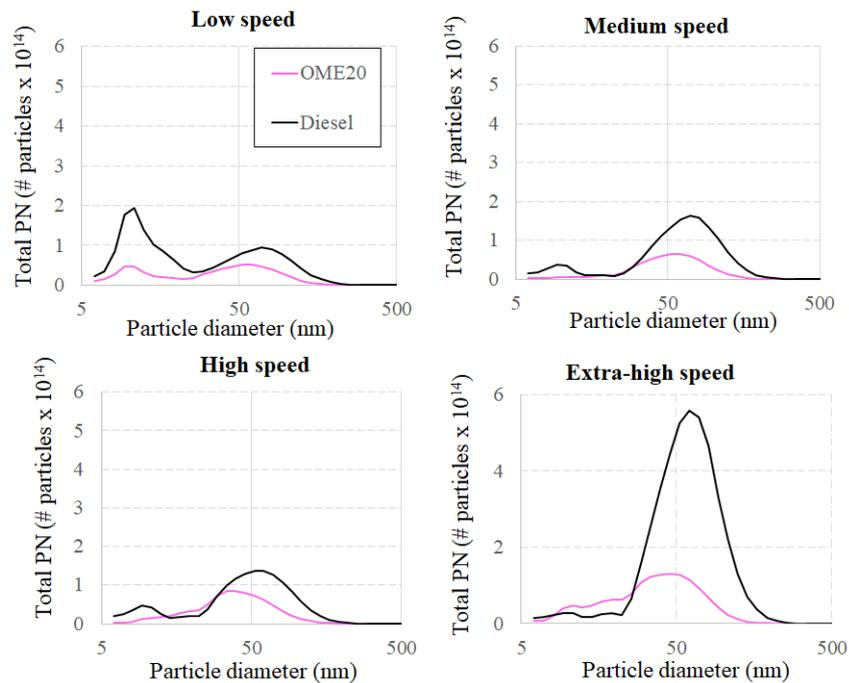 Low speed
Total PN (# particles x 10¹⁴)
6
5
4
3
2
1
0
OME20
Diesel
5 50 500
Particle diameter (nm)
Medium speed
Total PN (# particles x 10¹⁴)
6
5
4
3
2
1
0
5 50 500
Particle diameter (nm)
High speed
Total PN (# particles x 10¹⁴)
6
5
4
3
2
1
0
5 50 500
Particle diameter (nm)
Extra-high speed
Total PN (# particles x 10¹⁴)
6
4
2
0
5 50 500
Particle diameter (nm)